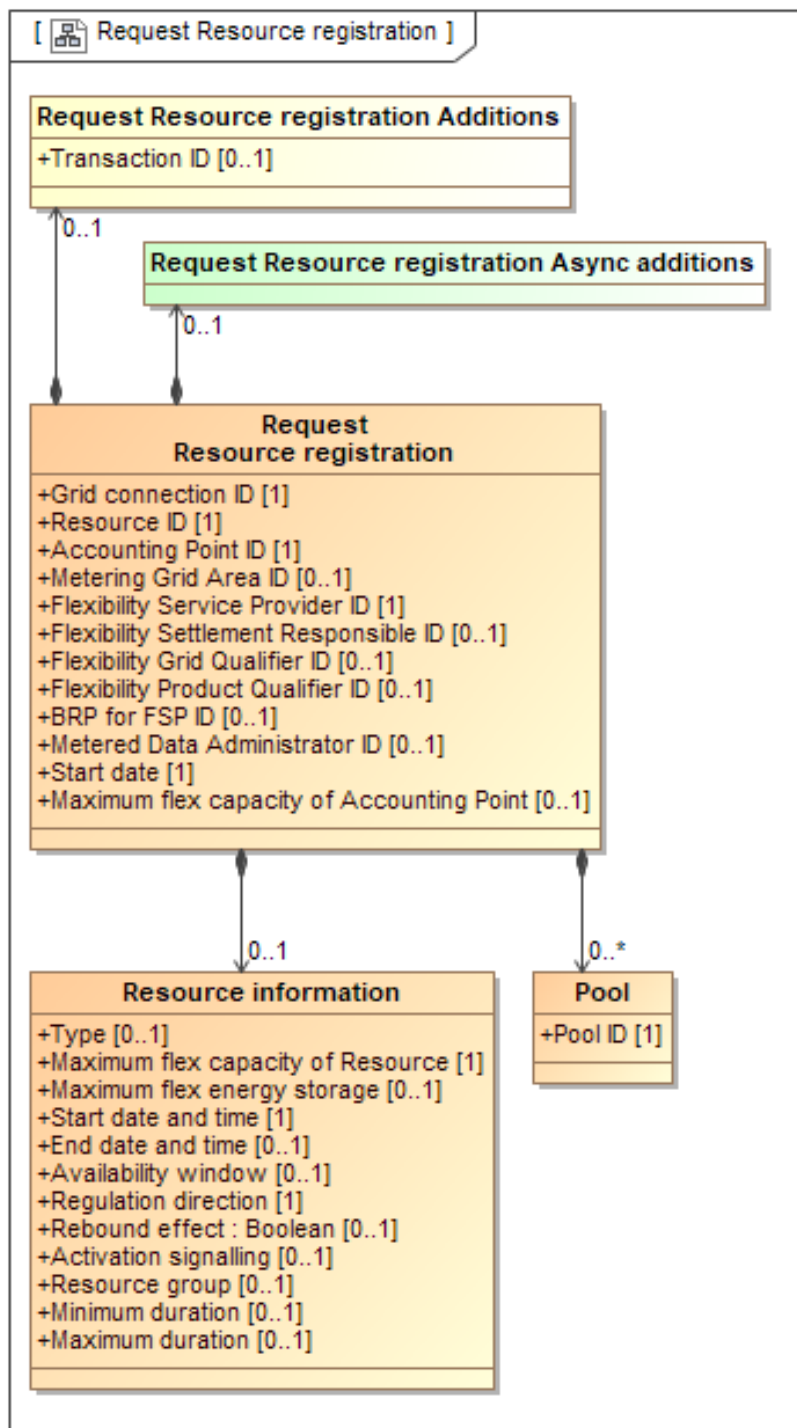 [ Request Resource registration ]
Request Resource registration Additions
+Transaction ID [0..1]
0..1
Request Resource registration Async additions
0..1
Request
Resource registration
+Grid connection ID [1]
+Resource ID [1]
+Accounting Point ID [1]
+Metering Grid Area ID [0..1]
+Flexibility Service Provider ID [1]
+Flexibility Settlement Responsible ID [0..1]
+Flexibility Grid Qualifier ID [0..1]
+Flexibility Product Qualifier ID [0..1]
+BRP for FSP ID [0..1]
+Metered Data Administrator ID [0..1]
+Start date [1]
+Maximum flex capacity of Accounting Point [0..1]
0..1
0..*
Resource information
+Type [0..1]
+Maximum flex capacity of Resource [1]
+Maximum flex energy storage [0..1]
+Start date and time [1]
+End date and time [0..1]
+Availability window [0..1]
+Regulation direction [1]
+Rebound effect : Boolean [0..1]
+Activation signalling [0..1]
+Resource group [0..1]
+Minimum duration [0..1]
+Maximum duration [0..1]
Pool
+Pool ID [1]